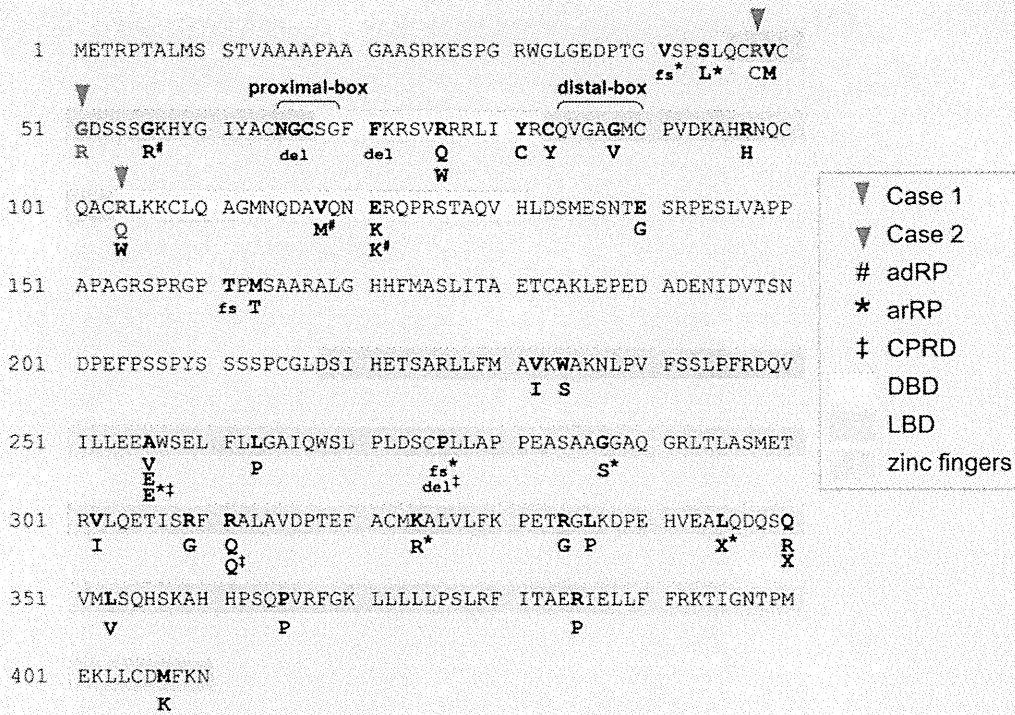 1 METRPTALMS STVAAAAPAA GAASRKESPG RWGLGEDPTG VSPSLQCRVC
fs* L* CM
proximal-box distal-box
51 GDSSSGKHYG IYACNGCSGF FKRSVRRRLI YRCQVGAGMC PVDKAHRNQC
R R# del del Q C Y V H
W
101 QACRLKKCLQ AGMNQDAVQN ERQPRSTAQV HLDSMESNTE SRPESLVAPP
Q M# K G
W K#
151 APAGRSPRGP TPMSAARALG HHFMASLITA ETCAKLEPED ADENIDVTSN
fs T
201 DPEFPSSPYS SSSPCGLDSI HETSARLLFM AVKWAKNLPV FSSLPFRDQV
I S
251 ILLEEAWSEL FLLGAIQWSL PLDSCPLLAP PEASAAGGAQ GRLTLASMET
V P fs* S*
E del‡
E*‡
301 RVLQETISRF RALAVDPTEF ACMKALVLFK PETRGLKDPE HVEALQDQSQ
I G Q R* G P X* R
Q‡ X
351 VMLSQHSKAH HPSQPVRFGK LLLLLPSLRF ITAERIELLF FRKTIGNTPM
V P P
401 EKLLCDMFKN
K
Case 1
Case 2
# adRP
* arRP
‡ CPRD
DBD
LBD
zinc fingers